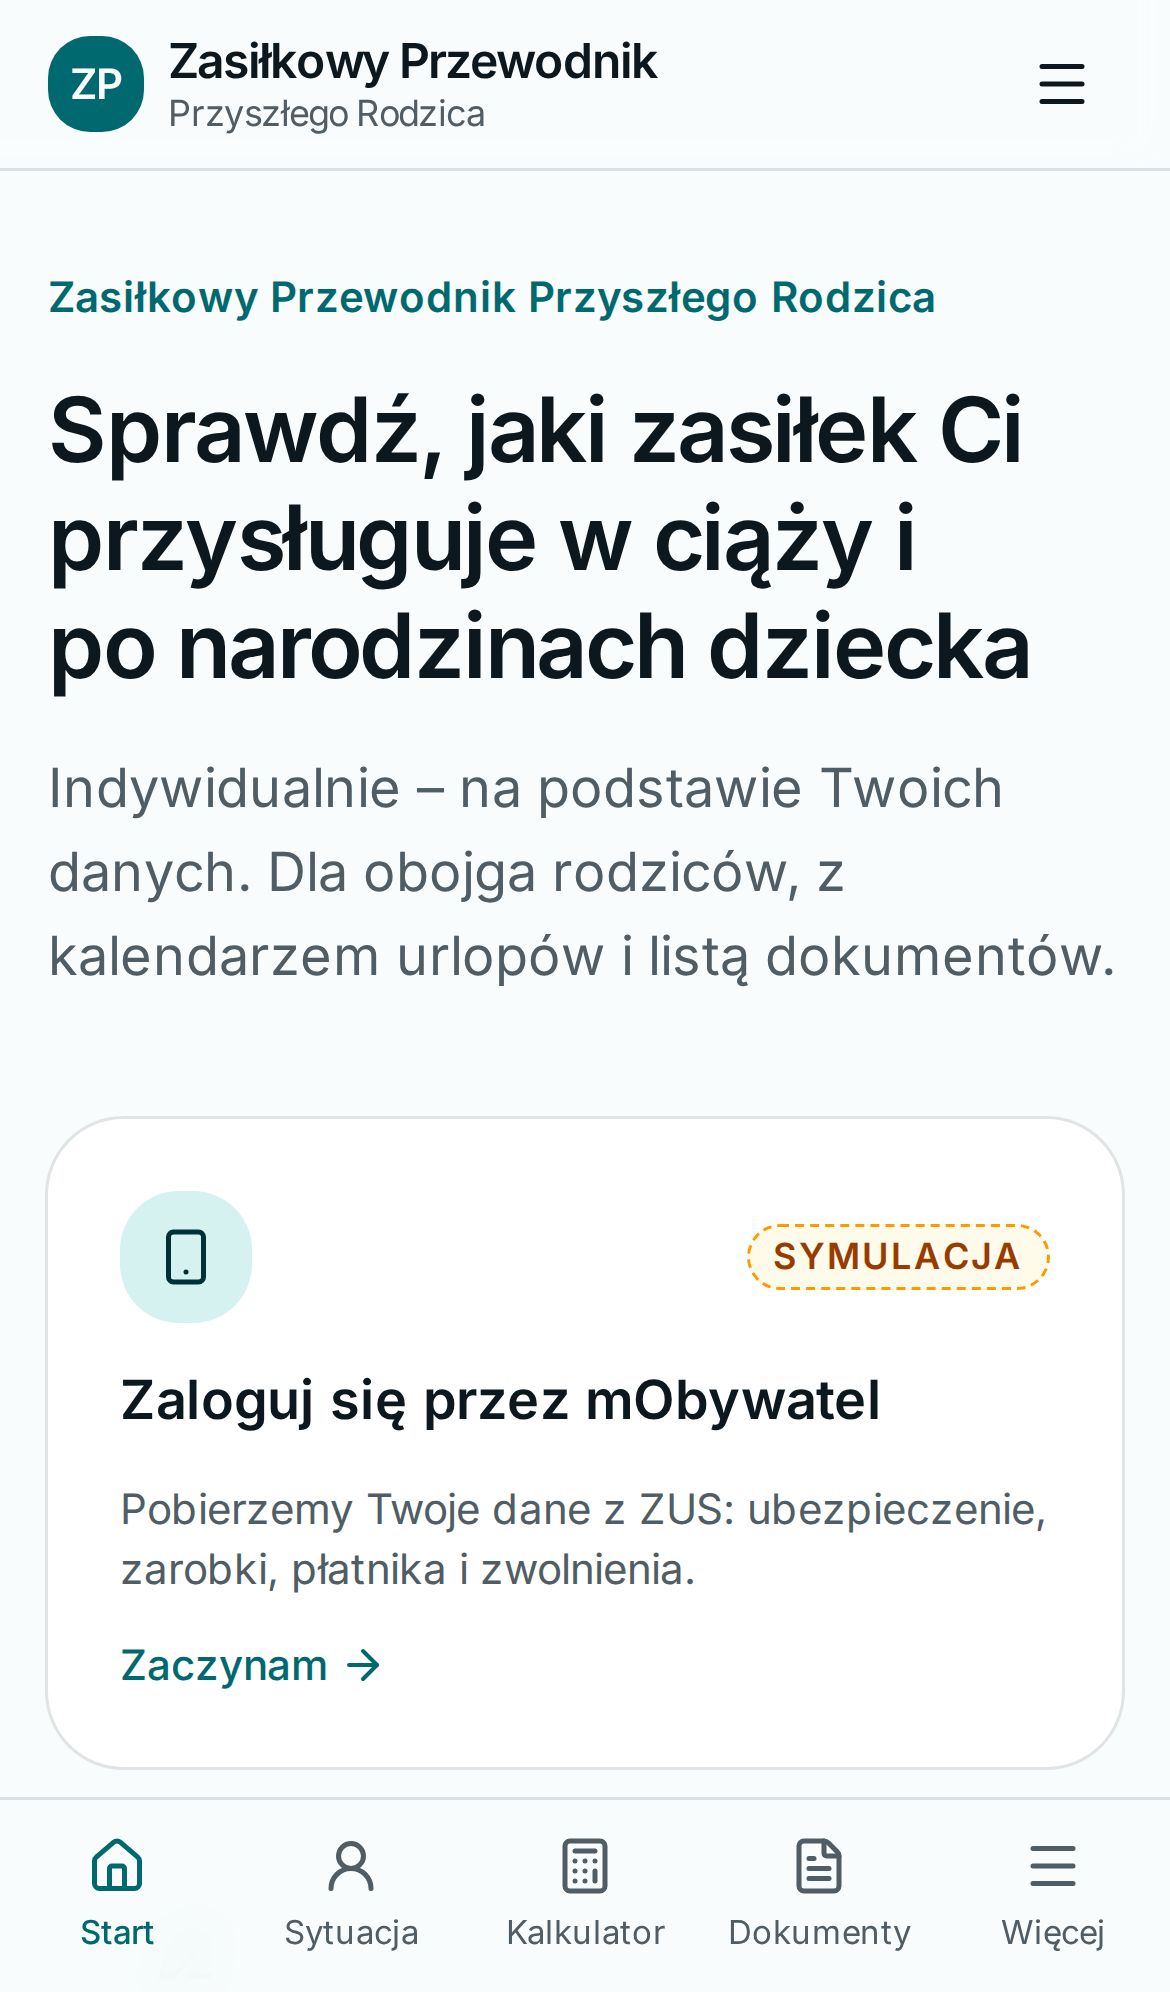 ZP
Zasiłkowy Przewodnik
Przyszłego Rodzica
Zasiłkowy Przewodnik Przyszłego Rodzica
Sprawdź, jaki zasiłek Ci
przysługuje w ciąży i
po narodzinach dziecka
Indywidualnie – na podstawie Twoich
danych. Dla obojga rodziców, z
kalendarzem urlopów i listą dokumentów.
SYMULACJA
Zaloguj się przez mObywatel
Pobierzemy Twoje dane z ZUS: ubezpieczenie,
zarobki, płatnika i zwolnienia.
Zaczynam →
Start
Sytuacja
Kalkulator
Dokumenty
Więcej